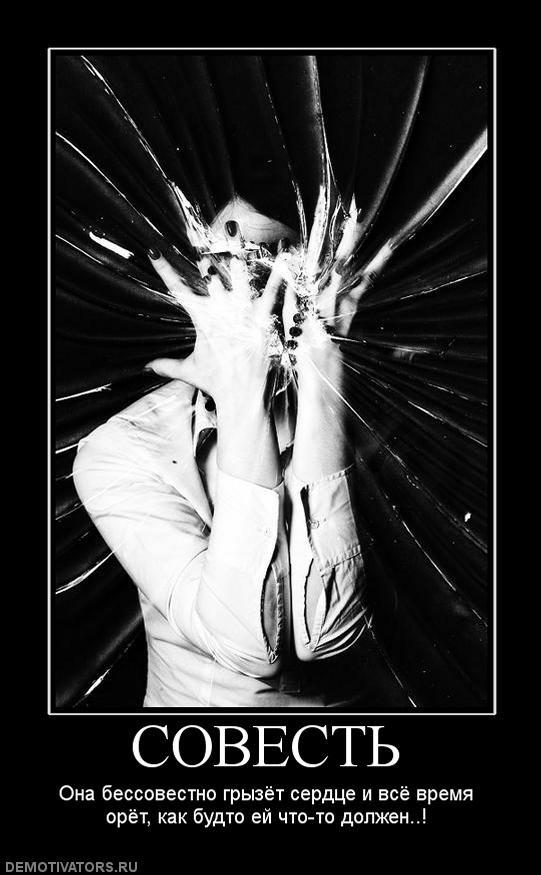 СОВЕСТЬ
Она бессовестно грызёт сердце и всё время
орёт, как будто ей что-то должен..!
DEMOTIVATORS.RU